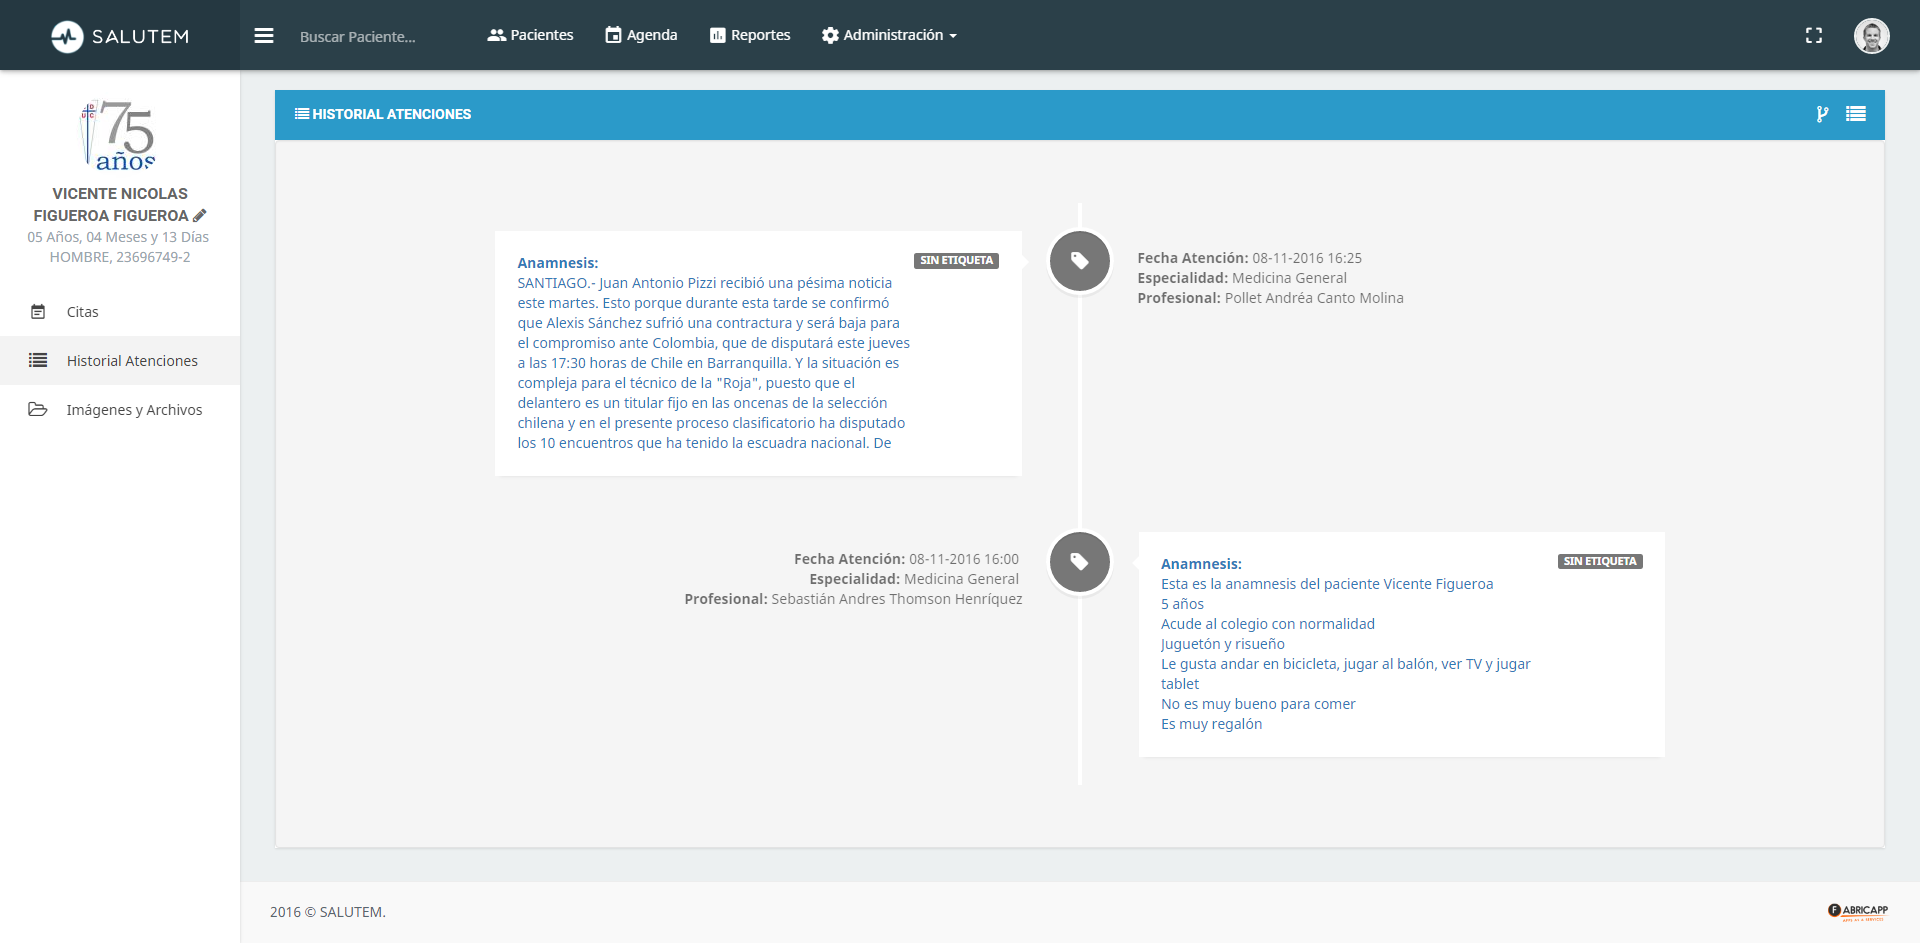 SALUTEM
Buscar Paciente...
Pacientes
Agenda
Reportes
Administración
D
U C
75
años
VICENTE NICOLAS
FIGUEROA FIGUEROA
05 Años, 04 Meses y 13 Días
HOMBRE, 23696749-2
Citas
Historial Atenciones
Imágenes y Archivos
HISTORIAL ATENCIONES
Anamnesis:
SIN ETIQUETA
SANTIAGO.- Juan Antonio Pizzi recibió una pésima noticia
este martes. Esto porque durante esta tarde se confirmó
que Alexis Sánchez sufrió una contractura y será baja para
el compromiso ante Colombia, que de disputará este jueves
a las 17:30 horas de Chile en Barranquilla. Y la situación es
compleja para el técnico de la "Roja", puesto que el
delantero es un titular fijo en las oncenas de la selección
chilena y en el presente proceso clasificatorio ha disputado
los 10 encuentros que ha tenido la escuadra nacional. De
Fecha Atención: 08-11-2016 16:25
Especialidad: Medicina General
Profesional: Pollet Andréa Canto Molina
Fecha Atención: 08-11-2016 16:00
Especialidad: Medicina General
Profesional: Sebastián Andres Thomson Henríquez
Anamnesis:
SIN ETIQUETA
Esta es la anamnesis del paciente Vicente Figueroa
5 años
Acude al colegio con normalidad
Juguetón y risueño
Le gusta andar en bicicleta, jugar al balón, ver TV y jugar
tablet
No es muy bueno para comer
Es muy regalón
2016 © SALUTEM.
FABRICAPP